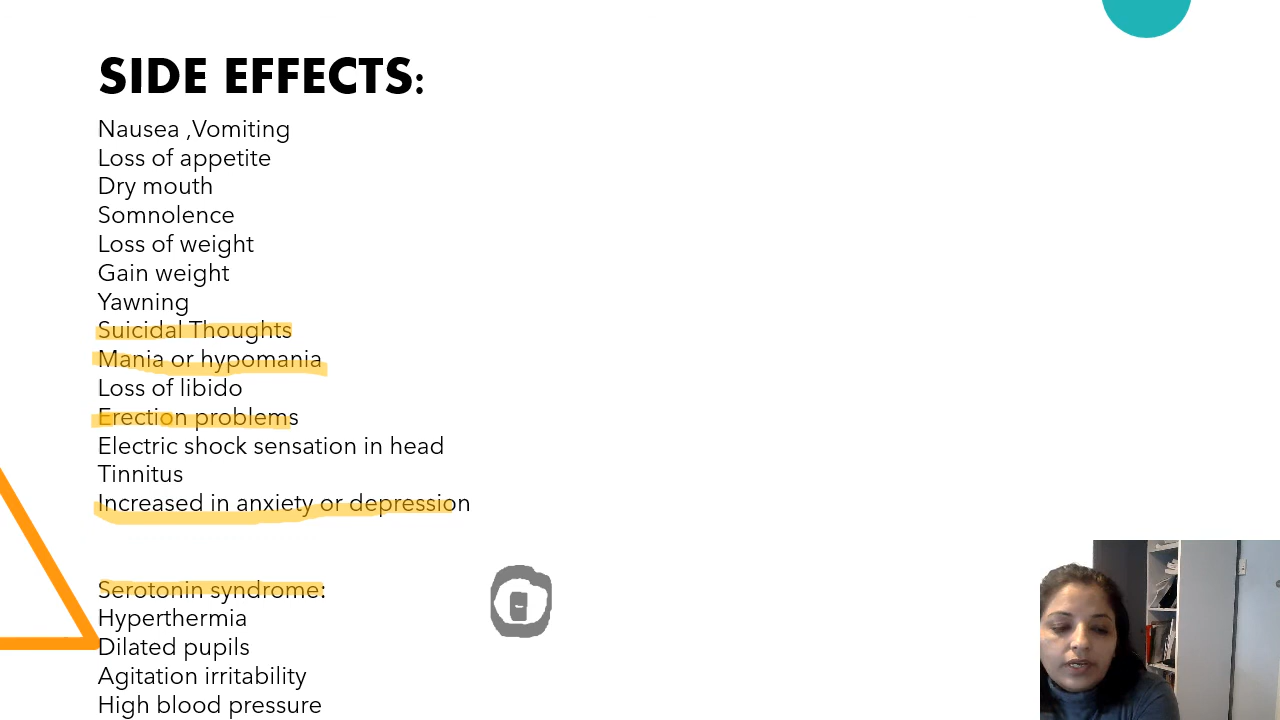 SIDE EFFECTS:
Nausea ,Vomiting
Loss of appetite
Dry mouth
Somnolence
Loss of weight
Gain weight
Yawning
Suicidal Thoughts
Mania or hypomania
Loss of libido
Erection problems
Electric shock sensation in head
Tinnitus
Increased in anxiety or depression
Serotonin syndrome:
Hyperthermia
Dilated pupils
Agitation irritability
High blood pressure